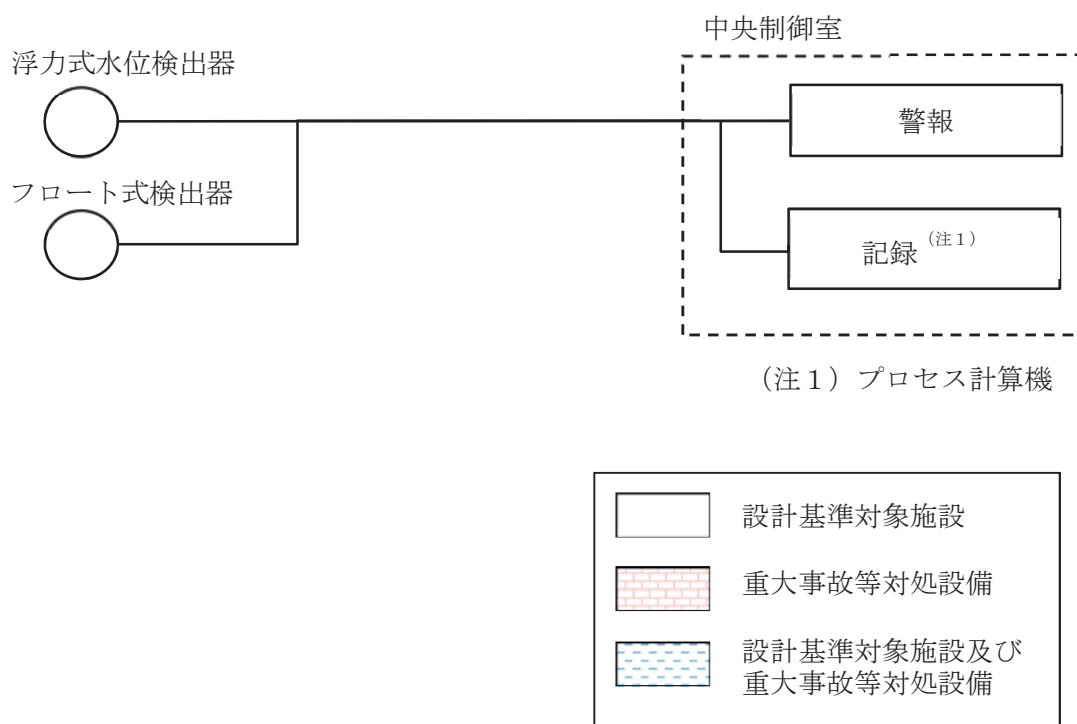 中央制御室
浮力式水位検出器
警報
フロート式検出器
記録(注1)
(注1)プロセス計算機
設計基準対象施設
重大事故等対処設備
設計基準対象施設及び
重大事故等対処設備